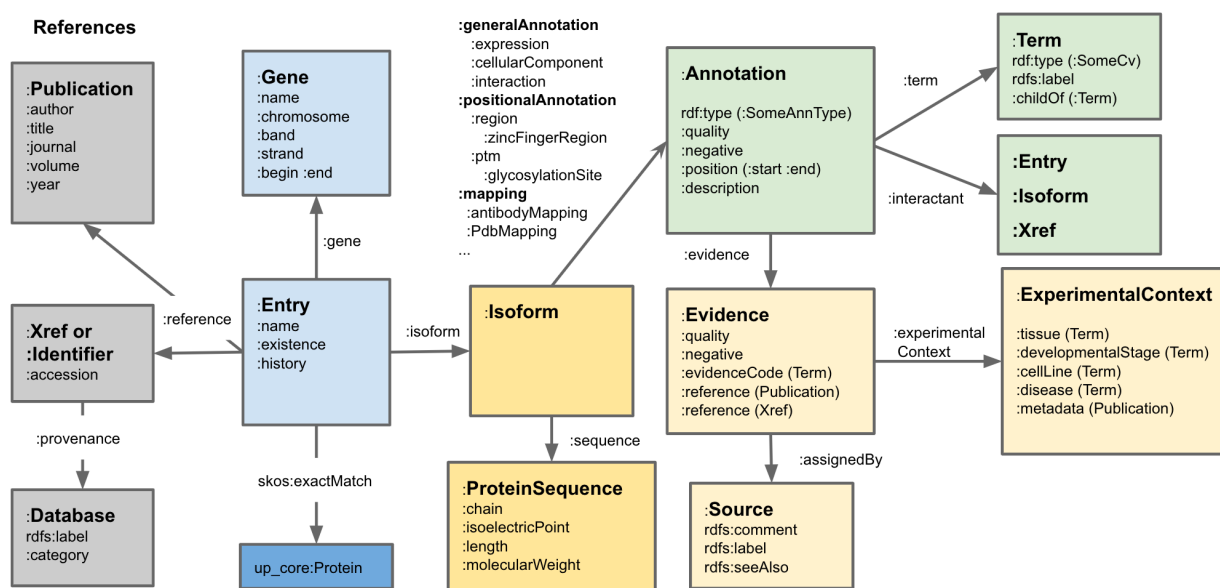 References
:Publication
:author
:title
:journal
:volume
:year
:Gene
:name
:chromosome
:band
:strand
:begin :end
:generalAnnotation
:expression
:cellularComponent
:interaction
:positionalAnnotation
:region
:zincFingerRegion
:ptm
:glycosylationSite
:mapping
:antibodyMapping
:PdbMapping
...
:Annotation
rdf:type (:SomeAnnType)
:quality
:negative
:position (:start :end)
:description
:term
:interactant
:Term
rdf:type (:SomeCv)
rdfs:label
:childOf (:Term)
:Entry
:Isoform
:Xref
:gene
:evidence
:reference
:Xref or
:Identifier
:accession
:Entry
:name
:existence
:history
:isoform
:Isoform
:Evidence
:quality
:negative
:evidenceCode (Term)
:reference (Publication)
:reference (Xref)
:experimental
Context
:ExperimentalContext
:tissue (Term)
:developmentalStage (Term)
:cellLine (Term)
:disease (Term)
:metadata (Publication)
:provenance
skos:exactMatch
:sequence
:assignedBy
:Database
rdfs:label
:category
up_core:Protein
:ProteinSequence
:chain
:isoelectricPoint
:length
:molecularWeight
:Source
rdfs:comment
rdfs:label
rdfs:seeAlso